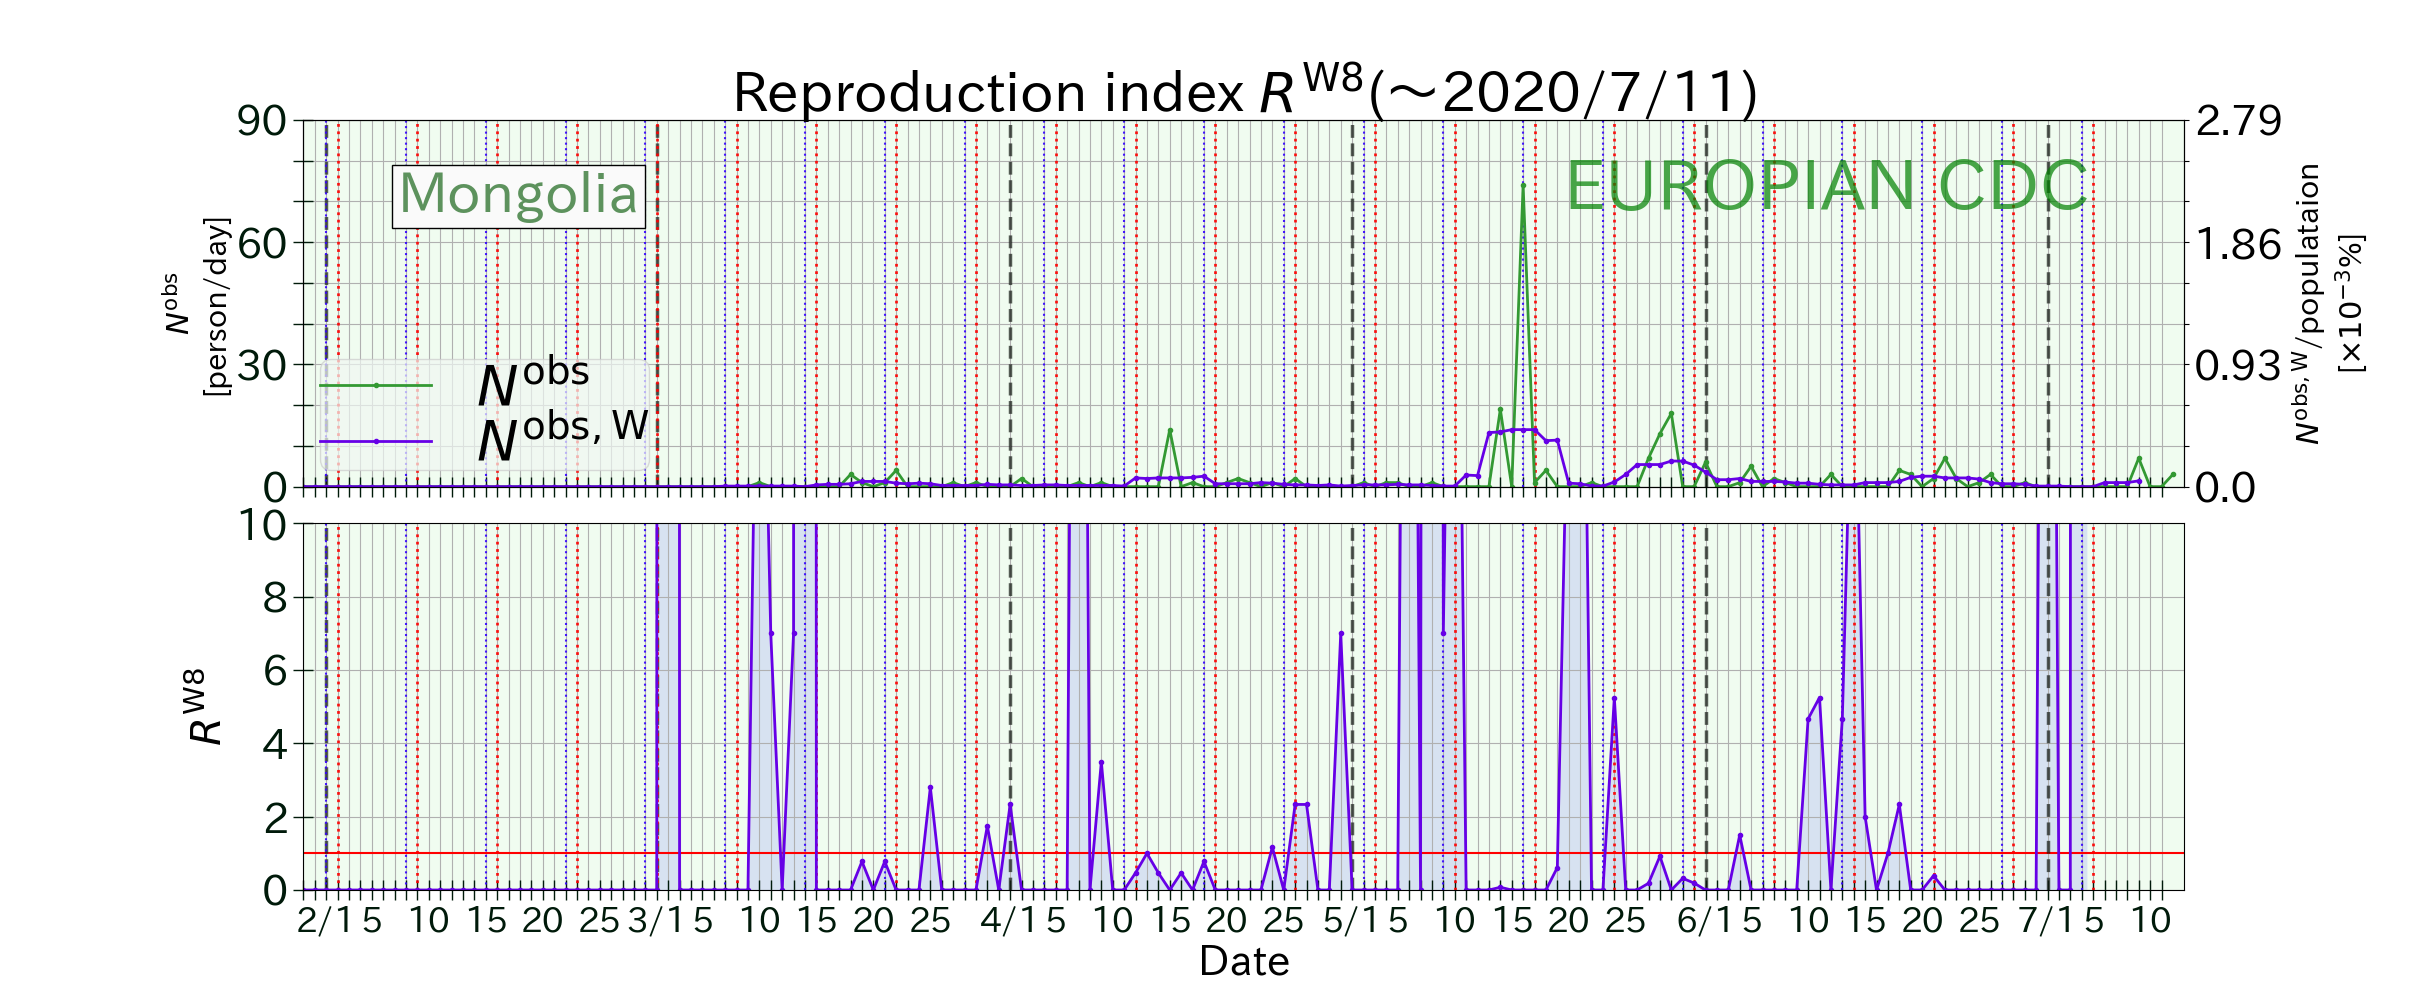 Reproduction index R^W8(～2020/7/11)
90
60
30
0
N^obs
[person/day]
Mongolia
EUROPIAN CDC
N^obs
N^obs, W
2.79
1.86
0.93
0.0
N^obs, W/populataion
[×10^−3%]
10
8
6
4
2
0
R^W8
2/1 5 10 15 20 25 3/1 5 10 15 20 25 4/1 5 10 15 20 25 5/1 5 10 15 20 25 6/1 5 10 15 20 25 7/1 5 10
Date